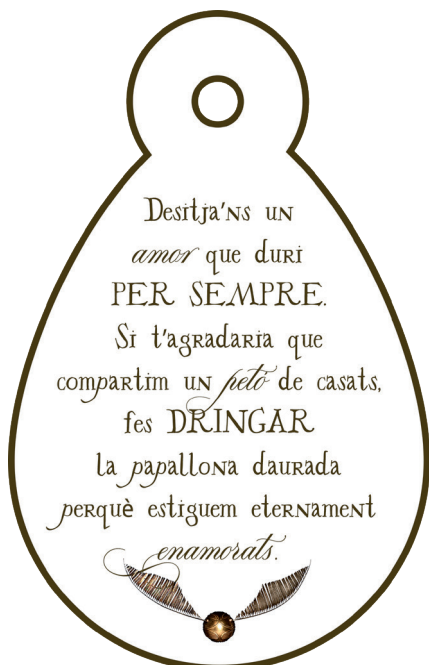 Desitja'ns un
amor que duri
PER SEMPRE.
Si t'agradaria que
compartim un petó de casats,
fes DRINGAR
la papallona daurada
perquè estiguem eternament
enamorats.